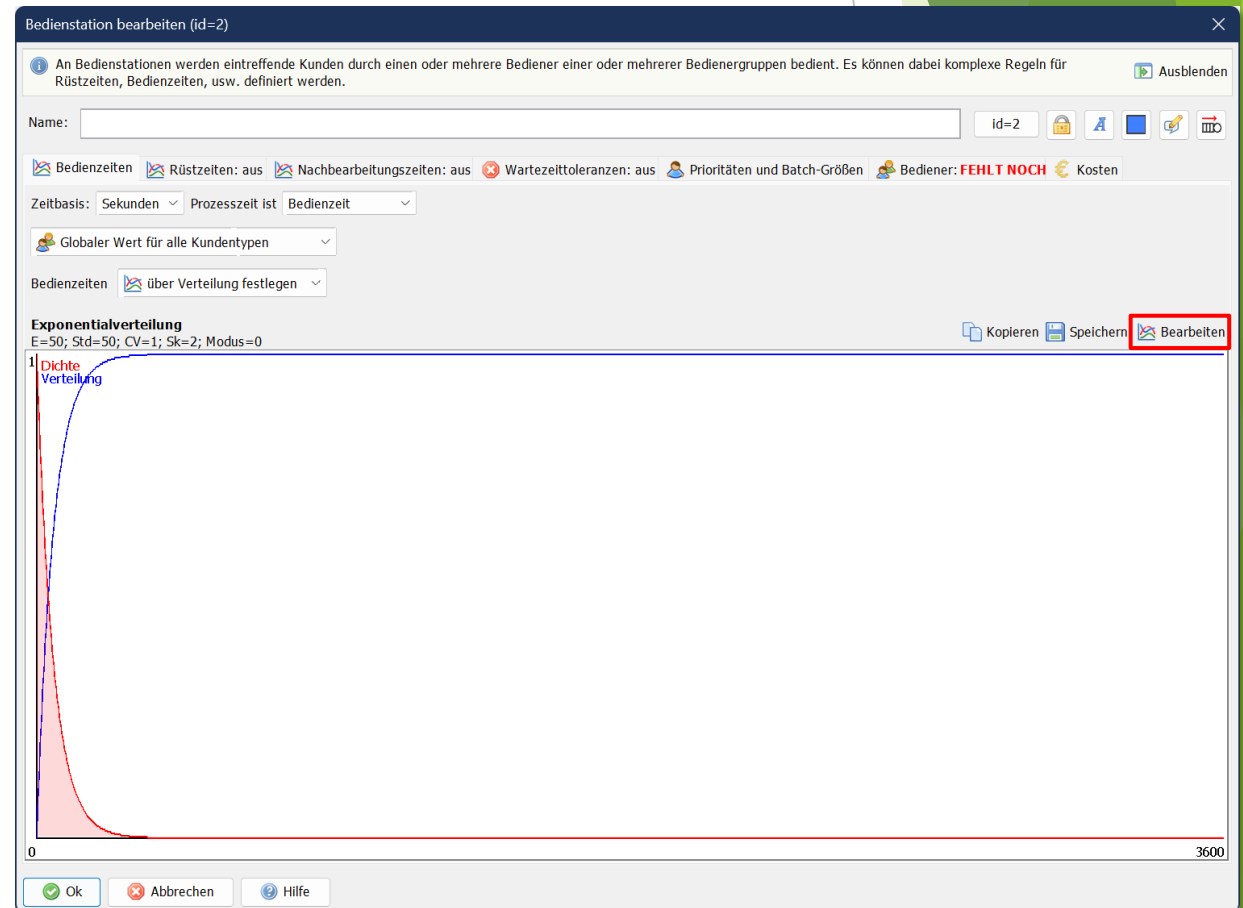 Bedienstation bearbeiten (id=2)
An Bedienstationen werden eintreffende Kunden durch einen oder mehrere Bediener einer oder mehrerer Bedienergruppen bedient. Es können dabei komplexe Regeln für
Rüstzeiten, Bedienzeiten, usw. definiert werden.
Ausblenden
Name:
id=2
Bedienzeiten Rüstzeiten: aus Nachbearbeitungszeiten: aus Wartezeittoleranzen: aus Prioritäten und Batch-Größen Bediener: FEHLT NOCH Kosten
Zeitbasis: Sekunden Prozesszeit ist Bedienzeit
Globaler Wert für alle Kundentypen
Bedienzeiten über Verteilung festlegen
Exponentialverteilung
E=50; Std=50; CV=1; Sk=2; Modus=0
Kopieren Speichern Bearbeiten
1
Dichte
Verteilung
0 3600
Ok Abbrechen Hilfe